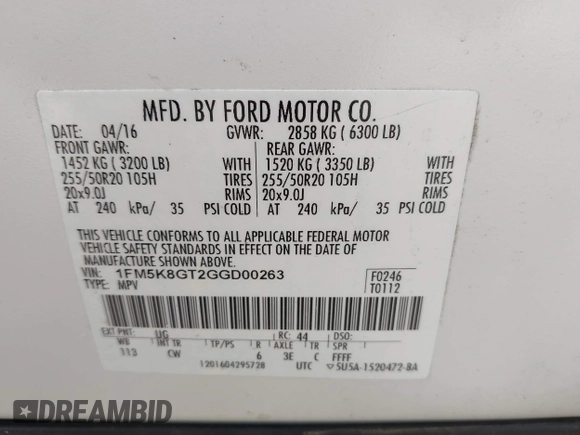 MFD. BY FORD MOTOR CO.
DATE: 04/16 GVWR: 2858 KG ( 6300 LB)
FRONT GAWR: REAR GAWR:
1452 KG ( 3200 LB) WITH 1520 KG ( 3350 LB) WITH
255/50R20 105H TIRES 255/50R20 105H TIRES
20x9.0J RIMS 20x9.0J RIMS
AT 240 kPa/ 35 PSI COLD AT 240 kPa/ 35 PSI COLD
THIS VEHICLE CONFORMS TO ALL APPLICABLE FEDERAL MOTOR
VEHICLE SAFETY STANDARDS IN EFFECT ON THE DATE OF
MANUFACTURE SHOWN ABOVE.
VIN: 1FM5K8GT2GGD00263 F0246
TYPE: MPV T0112
EXT PNT: UG RC: 44 DSO:
WB INT TR TP/PS R AXLE TR SPR
113 CW 6 3E C FFFF
1201604295728 UTC ▽5U5A-1520472-BA
DREAMBID